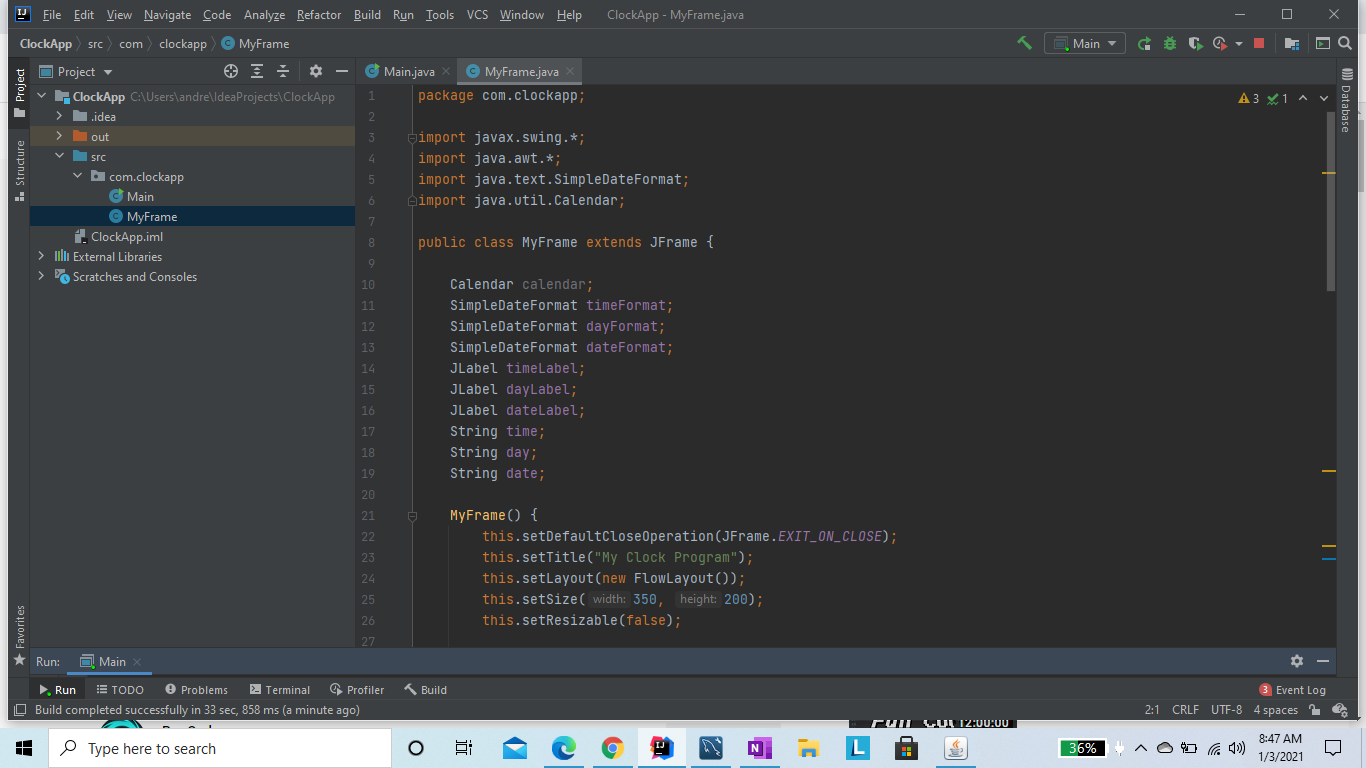 File Edit View Navigate Code Analyze Refactor Build Run Tools VCS Window Help ClockApp - MyFrame.java
ClockApp src com clockapp MyFrame Main
Project Project Main.java MyFrame.java
ClockApp C:\Users\andre\IdeaProjects\ClockApp
.idea
out
src
com.clockapp
Main
MyFrame
ClockApp.iml
External Libraries
Scratches and Consoles
Structure
Favorites
3 1
Database
1 package com.clockapp;
2
3 import javax.swing.*;
4 import java.awt.*;
5 import java.text.SimpleDateFormat;
6 import java.util.Calendar;
7
8 public class MyFrame extends JFrame {
9
10 Calendar calendar;
11 SimpleDateFormat timeFormat;
12 SimpleDateFormat dayFormat;
13 SimpleDateFormat dateFormat;
14 JLabel timeLabel;
15 JLabel dayLabel;
16 JLabel dateLabel;
17 String time;
18 String day;
19 String date;
20
21 MyFrame() {
22 this.setDefaultCloseOperation(JFrame.EXIT_ON_CLOSE);
23 this.setTitle("My Clock Program");
24 this.setLayout(new FlowLayout());
25 this.setSize( width: 350, height: 200);
26 this.setResizable(false);
27
Run: Main
Run TODO Problems Terminal Profiler Build 3 Event Log
Build completed successfully in 33 sec, 858 ms (a minute ago) 2:1 CRLF UTF-8 4 spaces
12:00:00
Type here to search 36% 8:47 AM
1/3/2021